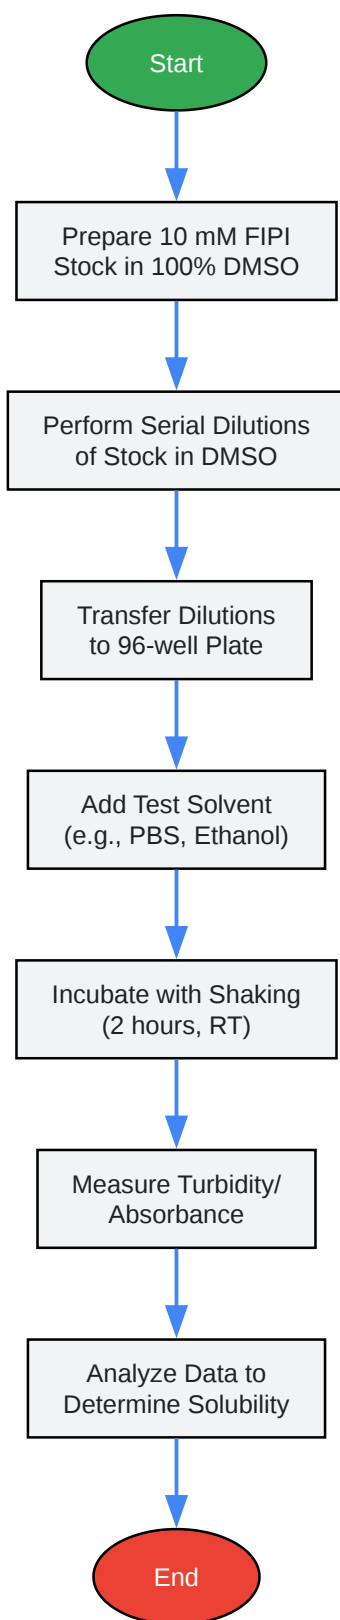 Start
Prepare 10 mM FIPI
Stock in 100% DMSO
Perform Serial Dilutions
of Stock in DMSO
Transfer Dilutions
to 96-well Plate
Add Test Solvent
(e.g., PBS, Ethanol)
Incubate with Shaking
(2 hours, RT)
Measure Turbidity/
Absorbance
Analyze Data to
Determine Solubility
End